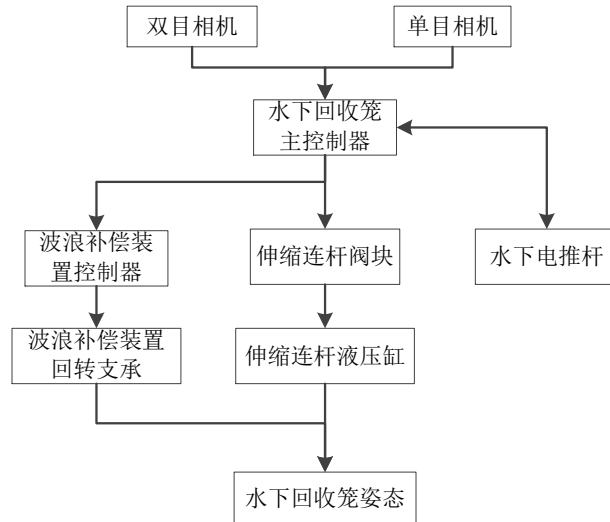 双目相机
单目相机
水下回收笼
主控制器
波浪补偿装
置控制器
伸缩连杆阀块
水下电推杆
波浪补偿装置
回转支承
伸缩连杆液压缸
水下回收笼姿态